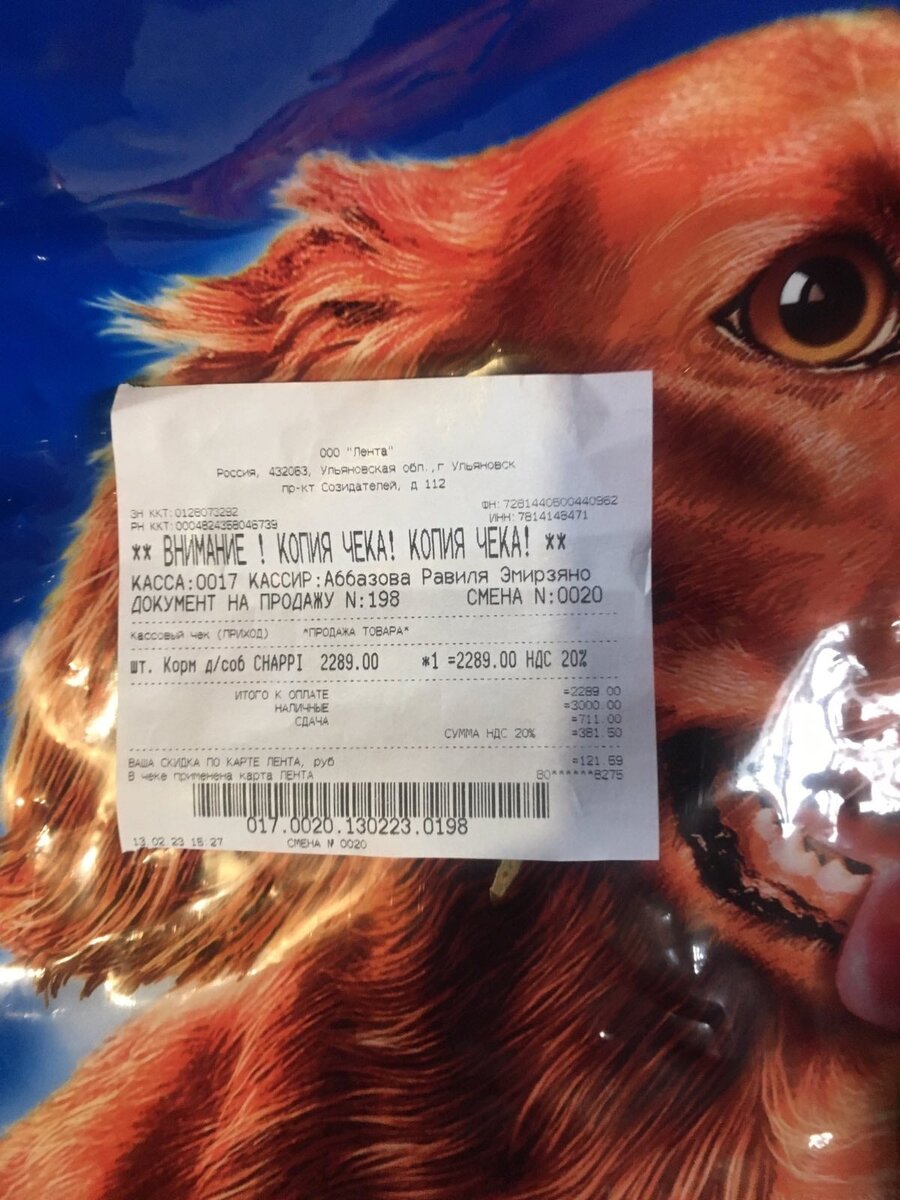 ООО "Лента"
Россия, 432063, Ульяновская обл.,г Ульяновск
пр-кт Созидателей, д 112
ЗН ККТ:0128073292 ФН: 7281440600440962
РН ККТ:0004824358046739 ИНН: 7814148471
** ВНИМАНИЕ ! КОПИЯ ЧЕКА! КОПИЯ ЧЕКА! **
КАССА:0017 КАССИР:Аббазова Равиля Эмирзяно
ДОКУМЕНТ НА ПРОДАЖУ N:198 СМЕНА N:0020
Кассовый чек (ПРИХОД) *ПРОДАЖА ТОВАРА*
шт. Корм д/соб CHAPPI 2289.00 *1 =2289.00 НДС 20%
ИТОГО К ОПЛАТЕ =2289.00
НАЛИЧНЫЕ =3000.00
СДАЧА =711.00
СУММА НДС 20% =381.50
ВАША СКИДКА ПО КАРТЕ ЛЕНТА, руб =121.59
В чеке применена карта ЛЕНТА 80******8275
017.0020.130223.0198
13.02.23 15:27 СМЕНА № 0020